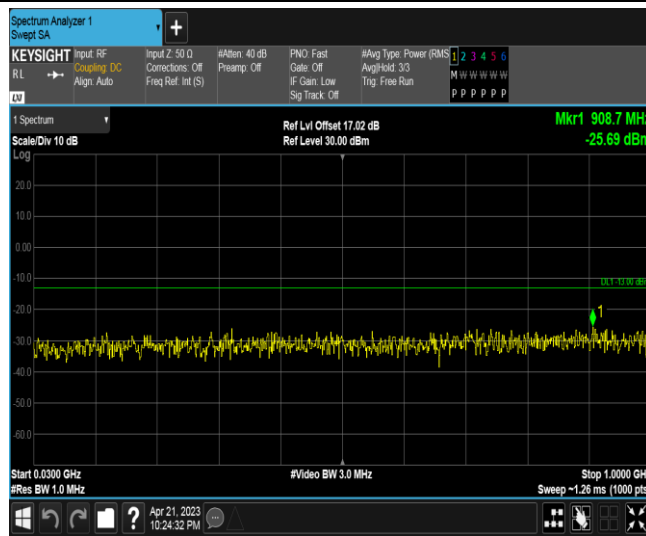 Spectrum Analyzer 1
Swept SA
+
KEYSIGHT
RL
Input: RF
Coupling: DC
Align: Auto
Input Z: 50 Ω
Corrections: Off
Freq Ref: Int (S)
#Atten: 40 dB
Preamp: Off
PNO: Fast
Gate: Off
IF Gain: Low
Sig Track: Off
#Avg Type: Power (RMS
Avg|Hold: 3/3
Trig: Free Run
1 2 3 4 5 6
M W W W W W
P P P P P P
1 Spectrum
Scale/Div 10 dB
Log
Ref Lvl Offset 17.02 dB
Ref Level 30.00 dBm
Mkr1 908.7 MHz
-25.69 dBm
20.0
10.0
0.00
-10.0
DL1 -13.00 dBm
-20.0
1
-30.0
-40.0
-50.0
-60.0
Start 0.0300 GHz
#Res BW 1.0 MHz
#Video BW 3.0 MHz
Stop 1.0000 GHz
Sweep ~1.26 ms (1000 pts)
?
Apr 21, 2023
10:24:32 PM